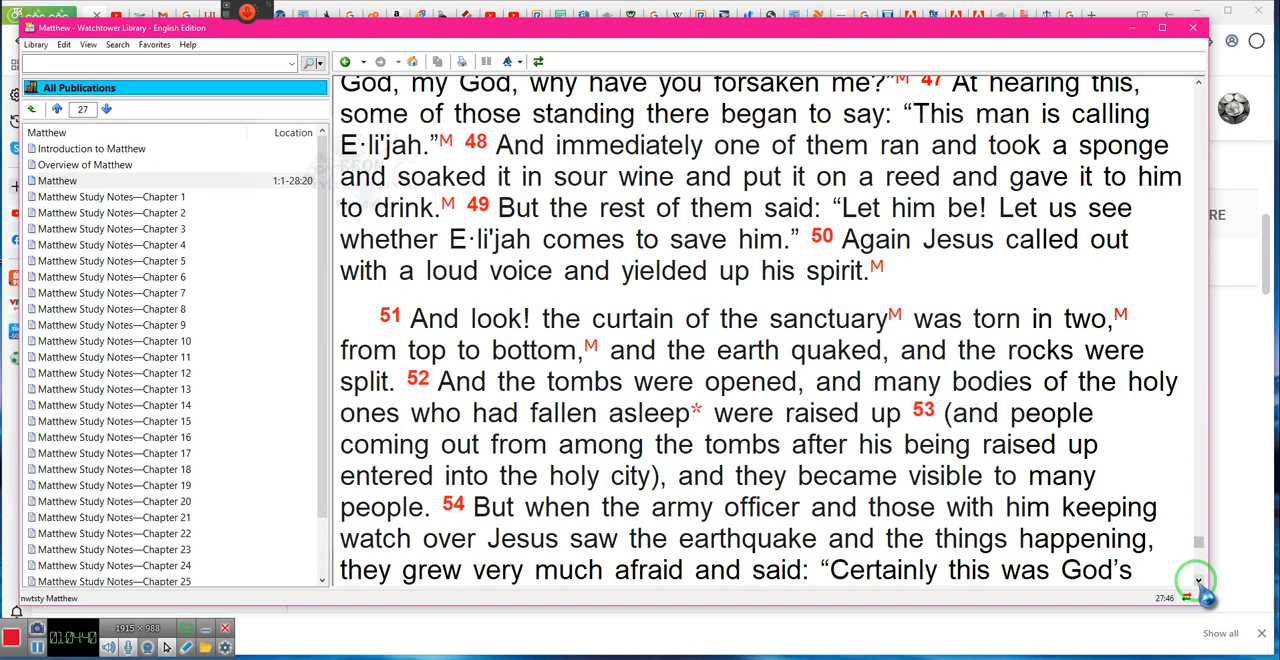 Matthew - Watchtower Library - English Edition
Library Edit View Search Favorites Help
All Publications
27
Matthew Location
Introduction to Matthew
Overview of Matthew
Matthew 1:1-28:20
Matthew Study Notes—Chapter 1
Matthew Study Notes—Chapter 2
Matthew Study Notes—Chapter 3
Matthew Study Notes—Chapter 4
Matthew Study Notes—Chapter 5
Matthew Study Notes—Chapter 6
Matthew Study Notes—Chapter 7
Matthew Study Notes—Chapter 8
Matthew Study Notes—Chapter 9
Matthew Study Notes—Chapter 10
Matthew Study Notes—Chapter 11
Matthew Study Notes—Chapter 12
Matthew Study Notes—Chapter 13
Matthew Study Notes—Chapter 14
Matthew Study Notes—Chapter 15
Matthew Study Notes—Chapter 16
Matthew Study Notes—Chapter 17
Matthew Study Notes—Chapter 18
Matthew Study Notes—Chapter 19
Matthew Study Notes—Chapter 20
Matthew Study Notes—Chapter 21
Matthew Study Notes—Chapter 22
Matthew Study Notes—Chapter 23
Matthew Study Notes—Chapter 24
Matthew Study Notes—Chapter 25
God, my God, why have you forsaken me?”M 47 At hearing this,
some of those standing there began to say: “This man is calling
E·li'jah.”M 48 And immediately one of them ran and took a sponge
and soaked it in sour wine and put it on a reed and gave it to him
to drink.M 49 But the rest of them said: “Let him be! Let us see
whether E·li'jah comes to save him.” 50 Again Jesus called out
with a loud voice and yielded up his spirit.M
51 And look! the curtain of the sanctuaryM was torn in two,M
from top to bottom,M and the earth quaked, and the rocks were
split. 52 And the tombs were opened, and many bodies of the holy
ones who had fallen asleep* were raised up 53 (and people
coming out from among the tombs after his being raised up
entered into the holy city), and they became visible to many
people. 54 But when the army officer and those with him keeping
watch over Jesus saw the earthquake and the things happening,
they grew very much afraid and said: “Certainly this was God’s
nwtsty Matthew
27:46
RE
Show all
01:04:40
1915 × 988